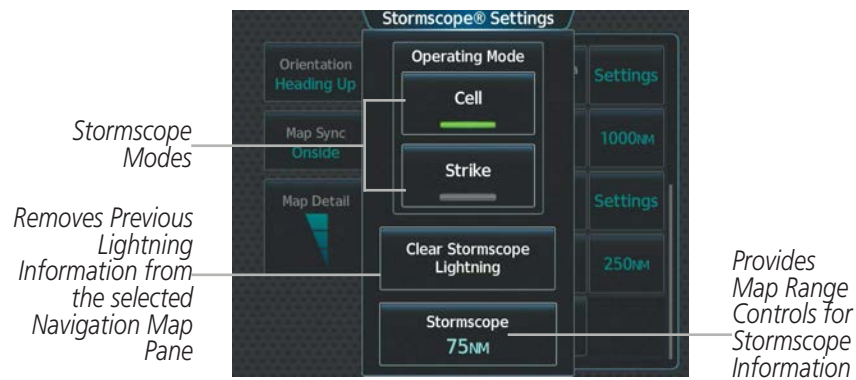 Stormscope® Settings
Orientation
Heading Up
Operating Mode
Settings
Cell
Stormscope
Modes
Map Sync
Onside
1000NM
Strike
Map Detail
Settings
Removes Previous
Lightning
Information from
the selected
Navigation Map
Pane
Clear Stormscope
Lightning
250NM
Stormscope
75NM
Provides
Map Range
Controls for
Stormscope
Information